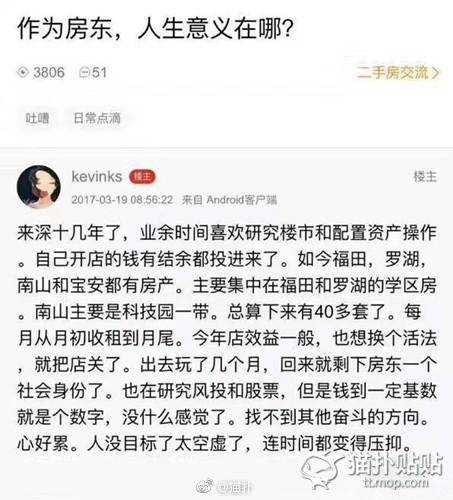 作为房东，人生意义在哪？
3806 51 二手房交流 >
吐嘈 日常点滴
kevinks 楼主 楼主
2017-03-19 08:56:22 来自 Android客户端
来深十几年了，业余时间喜欢研究楼市和配置资产操作
。自己开店的钱有结余都投进来了。如今福田，罗湖，
南山和宝安都有房产。主要集中在福田和罗湖的学区房
。南山主要是科技园一带。总算下来有40多套了。每
月从月初收租到月尾。今年店效益一般，也想换个活法
，就把店关了。出去玩了几个月，回来就剩下房东一个
社会身份了。也在研究风投和股票，但是钱到一定基数
就是个数字，没什么感觉了。找不到其他奋斗的方向。
心好累。人没目标了太空虚了，连时间都变得压抑。
@猫扑
猫扑贴贴
tt.mop.com